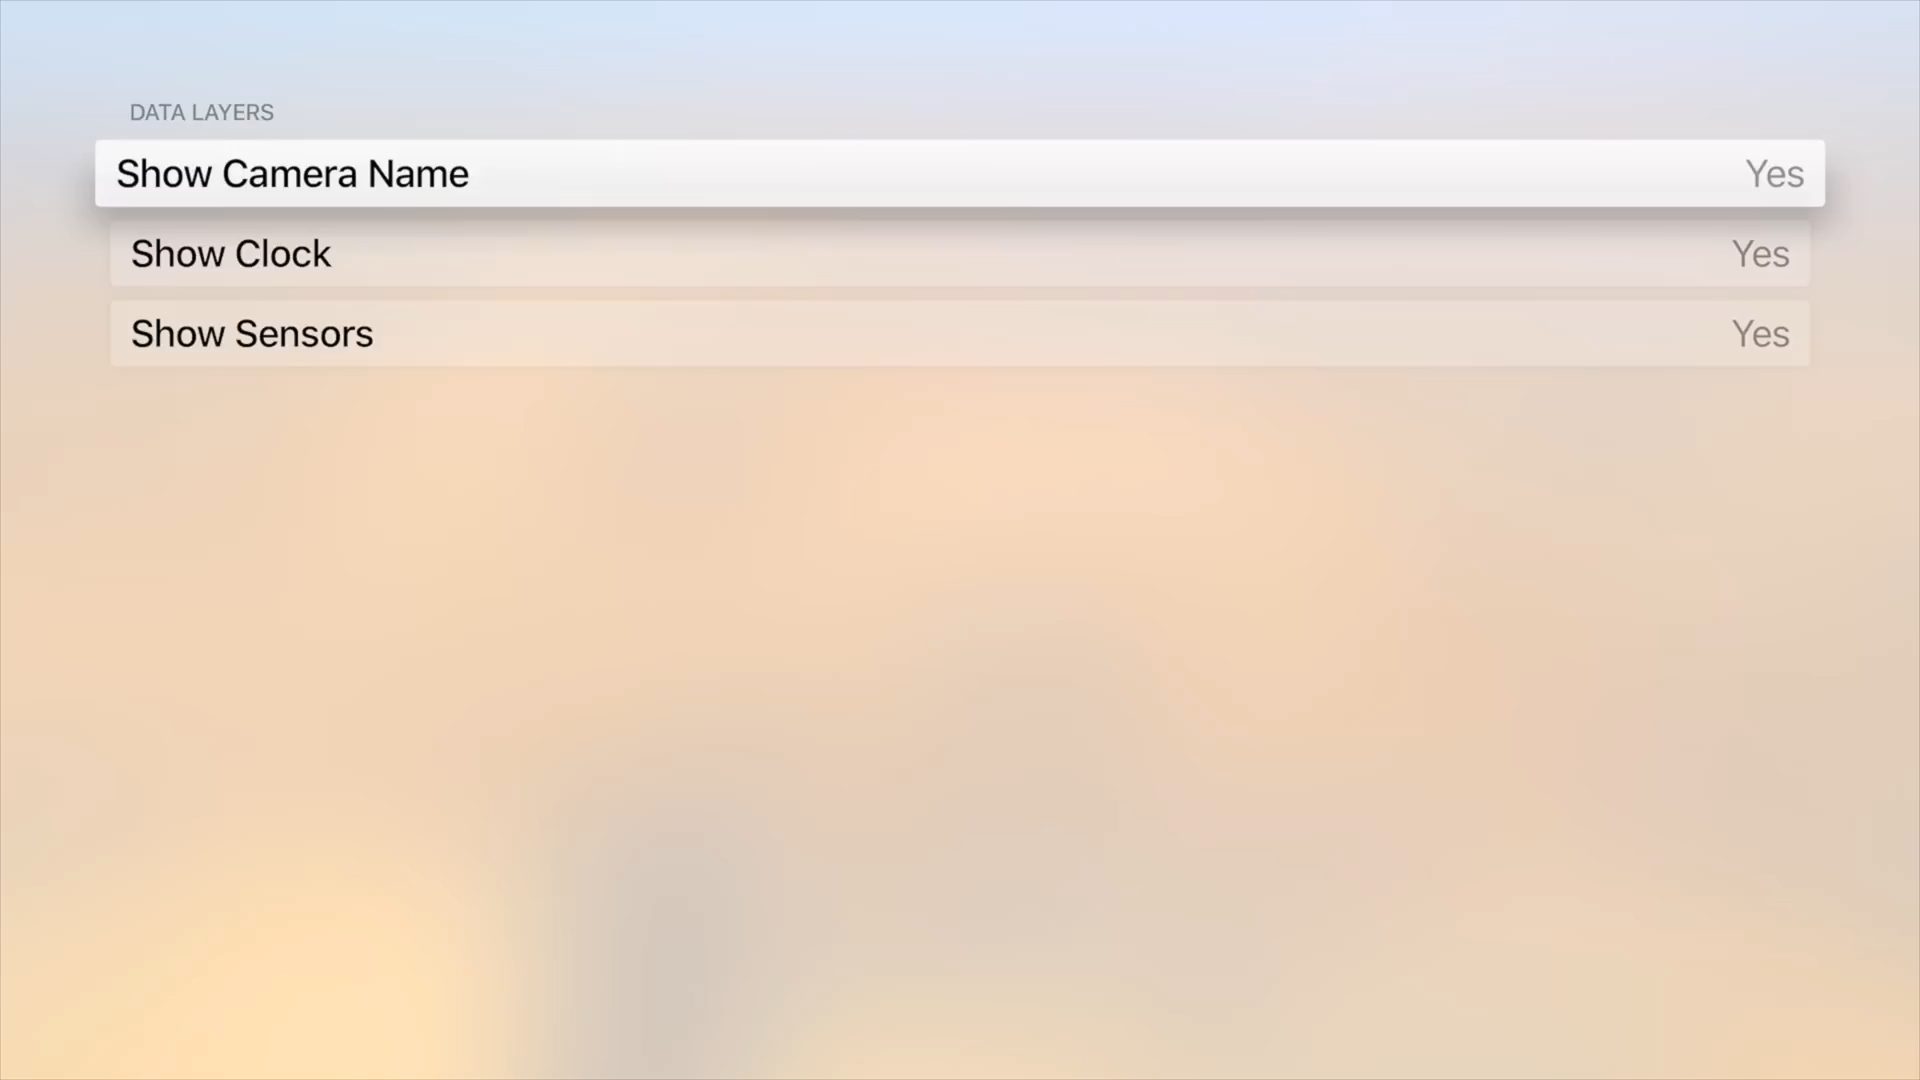 DATA LAYERS
Show Camera Name Yes
Show Clock Yes
Show Sensors Yes